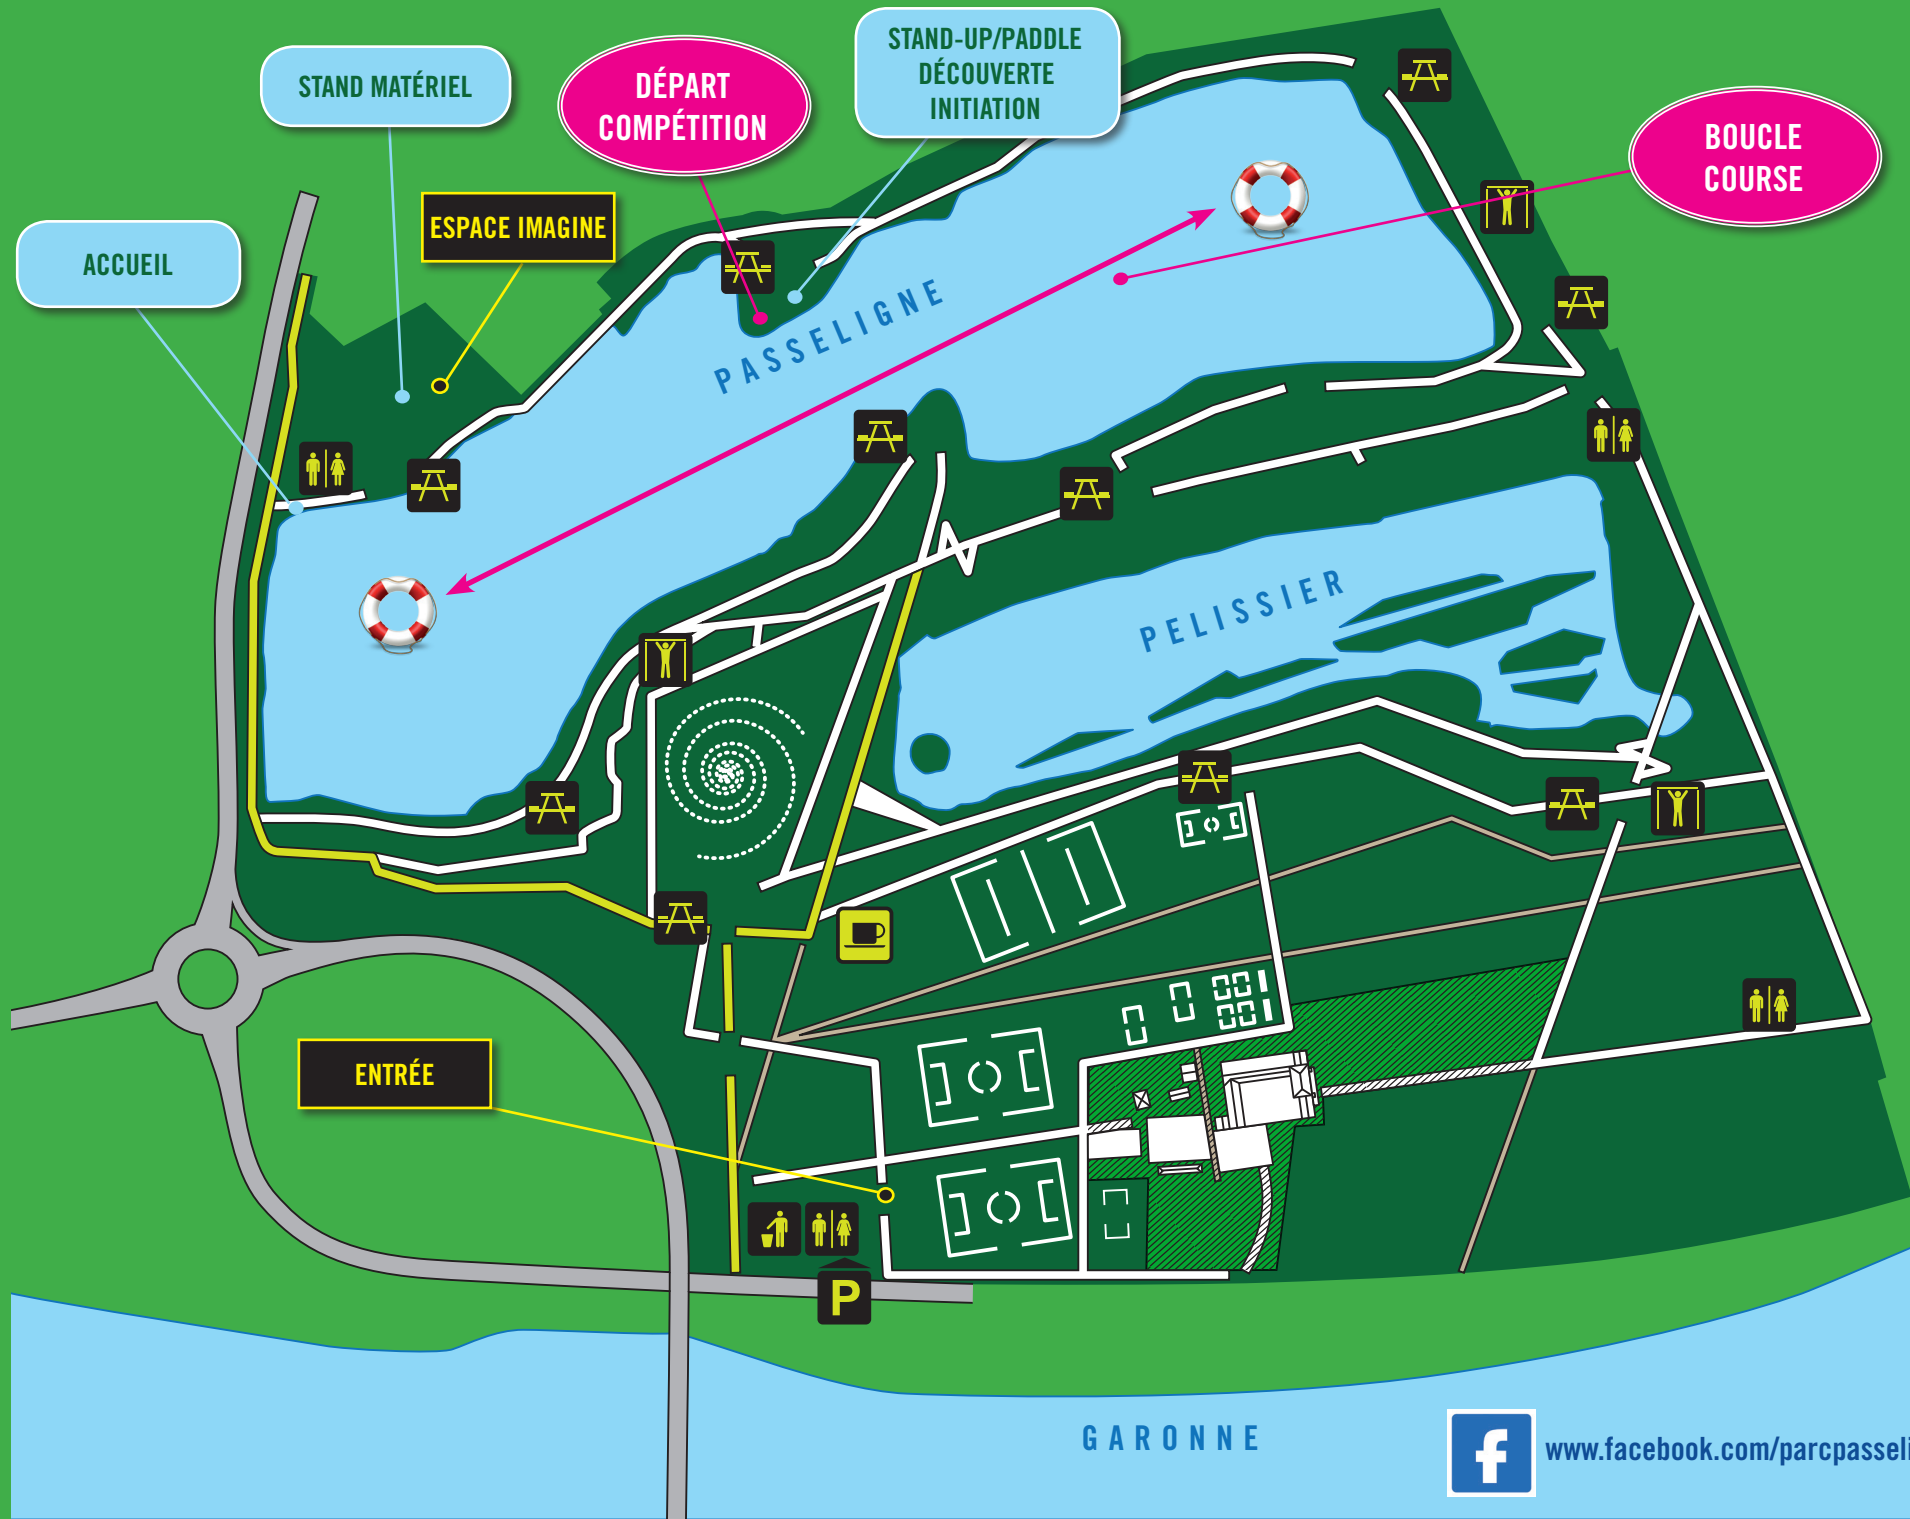 STAND-UP/PADDLE
DÉCOUVERTE
INITIATION
STAND MATÉRIEL
DÉPART
COMPÉTITION
BOUCLE
COURSE
ESPACE IMAGINE
ACCUEIL
PASSELIGNE
PELISSIER
ENTRÉE
P
GARONNE
f
www.facebook.com/parcpasseli